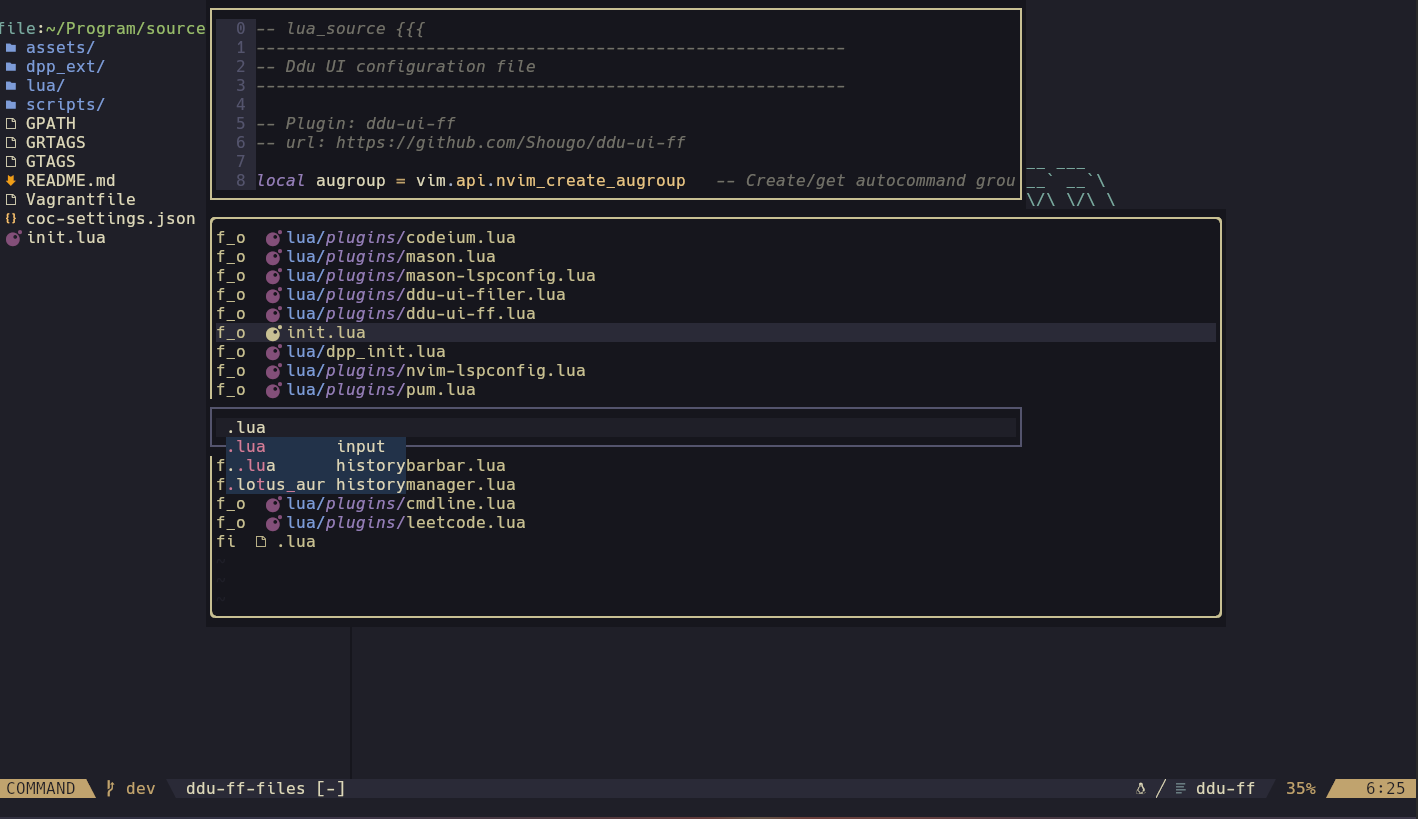 file:~/Program/source
assets/
dpp_ext/
lua/
scripts/
GPATH
GRTAGS
GTAGS
README.md
Vagrantfile
{} coc-settings.json
init.lua
0 -- lua_source {{{
1 -----------------------------------------------------------
2 -- Ddu UI configuration file
3 -----------------------------------------------------------
4
5 -- Plugin: ddu-ui-ff
6 -- url: https://github.com/Shougo/ddu-ui-ff
7
8 local augroup = vim.api.nvim_create_augroup   -- Create/get autocommand grou
__ ___
__` __`\
\/\ \/\ \
f_o lua/plugins/codeium.lua
f_o lua/plugins/mason.lua
f_o lua/plugins/mason-lspconfig.lua
f_o lua/plugins/ddu-ui-filer.lua
f_o lua/plugins/ddu-ui-ff.lua
f_o init.lua
f_o lua/dpp_init.lua
f_o lua/plugins/nvim-lspconfig.lua
f_o lua/plugins/pum.lua
.lua
.lua input
f..lua historybarbar.lua
f.lotus_aur historymanager.lua
f_o lua/plugins/cmdline.lua
f_o lua/plugins/leetcode.lua
fi .lua
~
~
~
COMMAND dev ddu-ff-files [-] ddu-ff 35% 6:25